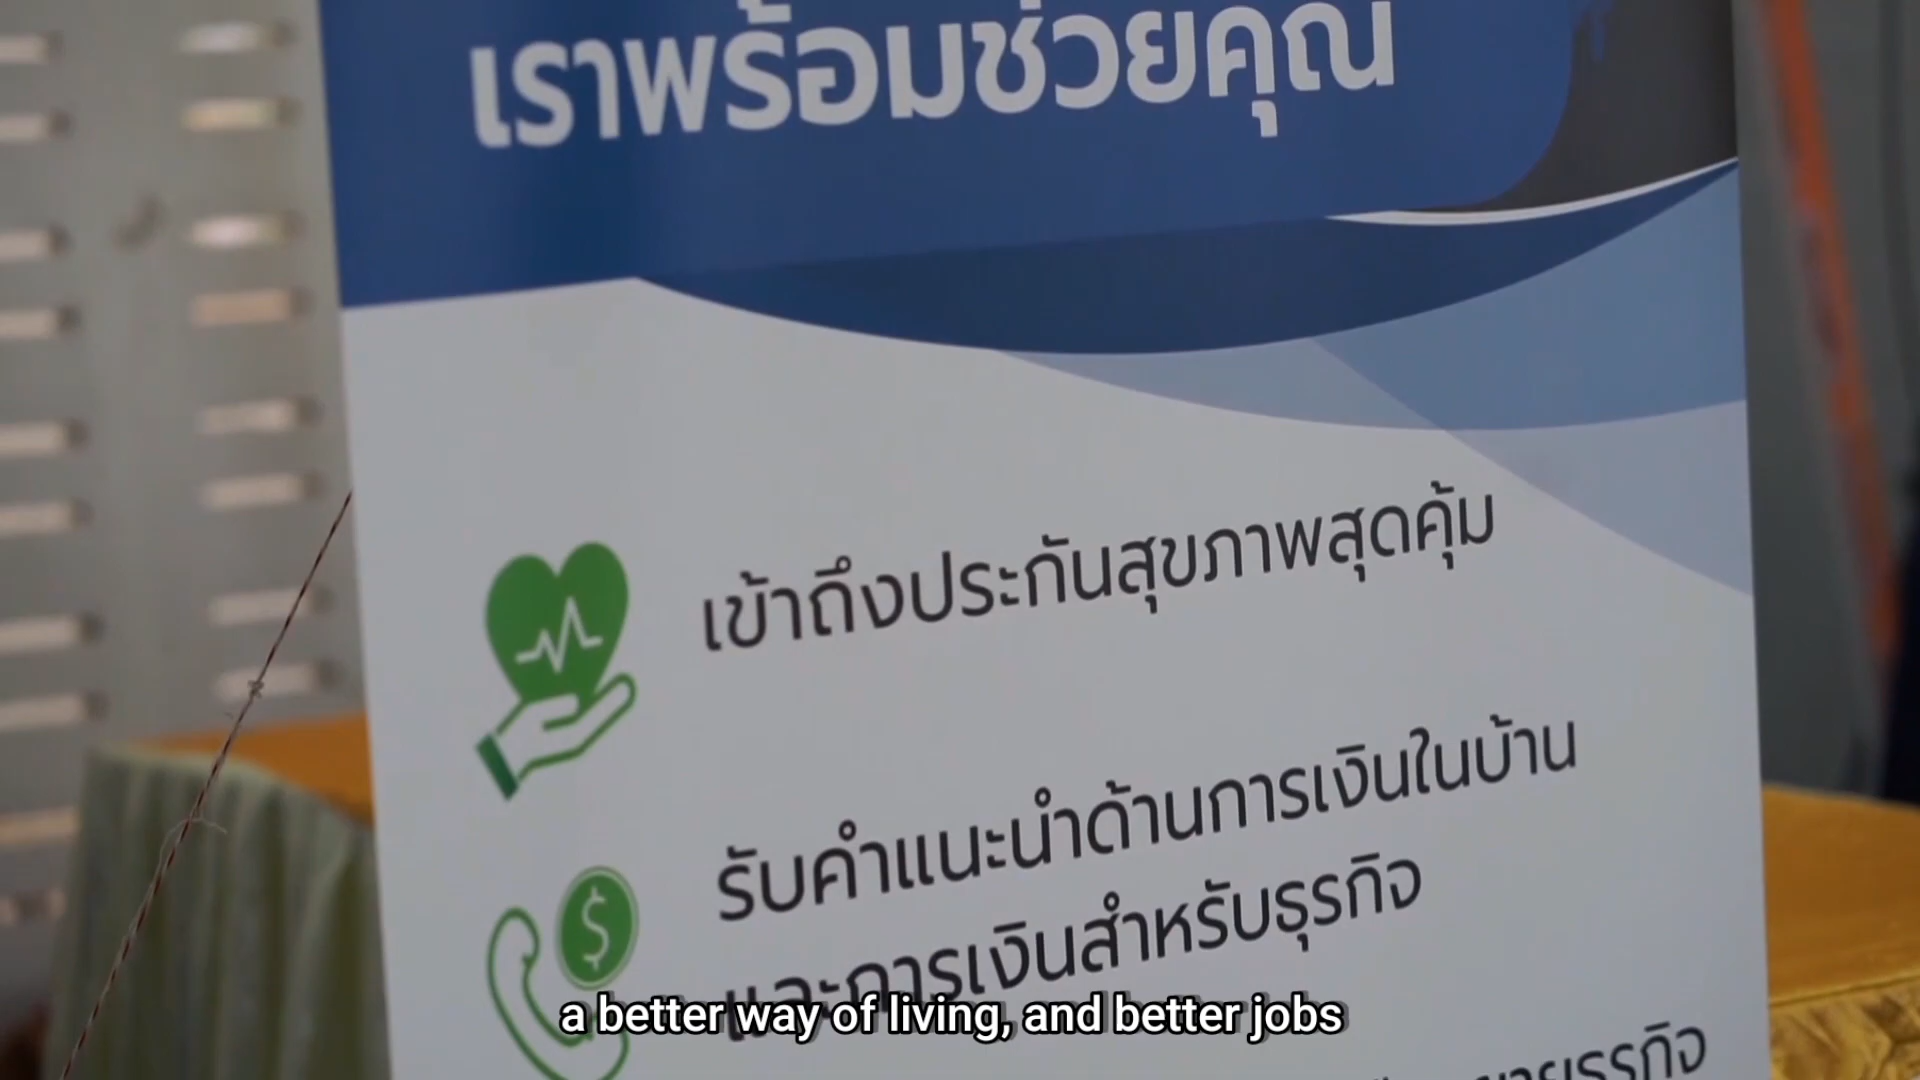 เราพร้อมช่วยคุณ
เข้าถึงประกันสุขภาพสุดคุ้ม
รับคำแนะนำด้านการเงินในบ้าน
และการเงินสำหรับธุรกิจ
a better way of living, and better jobs